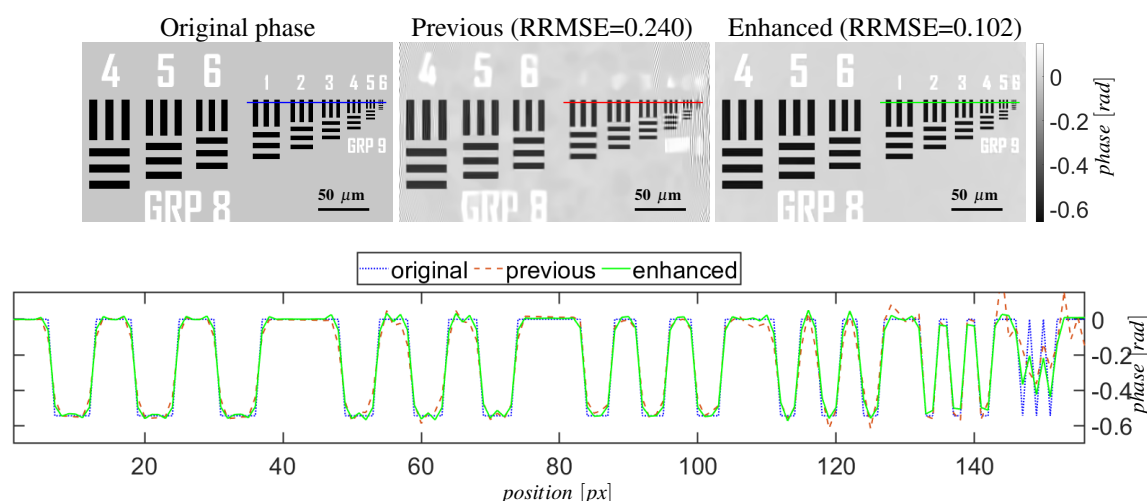 Original phase
Previous (RRMSE=0.240)
Enhanced (RRMSE=0.102)
4 5 6 1 2 3 4 5 6
GRP 9
GRP 8
50 μm
4 5 6 1 2 3
GRP 8
50 μm
4 5 6 1 2 3 4 5 6
GRP 9
GRP 8
50 μm
0
-0.2
-0.4
-0.6
phase [rad]
original previous enhanced
0
-0.2
-0.4
-0.6
phase [rad]
20 40 60 80 100 120 140
position [px]